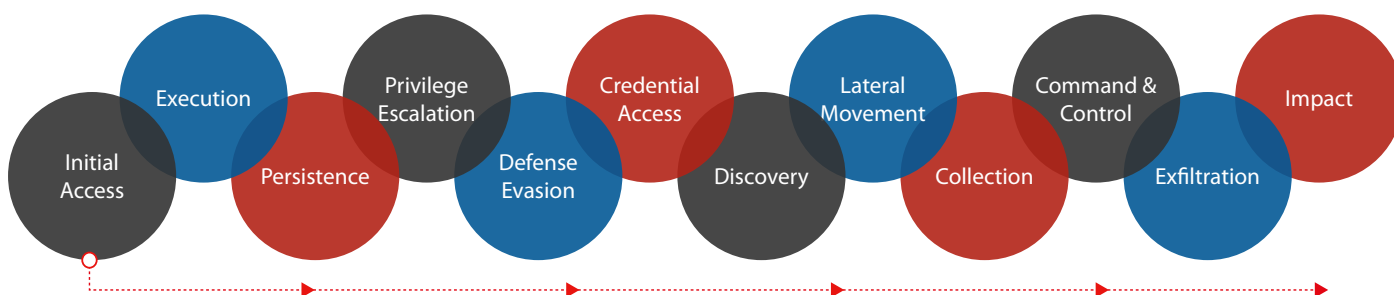 Initial
Access
Execution
Persistence
Privilege
Escalation
Defense
Evasion
Credential
Access
Discovery
Lateral
Movement
Collection
Command &
Control
Exfiltration
Impact